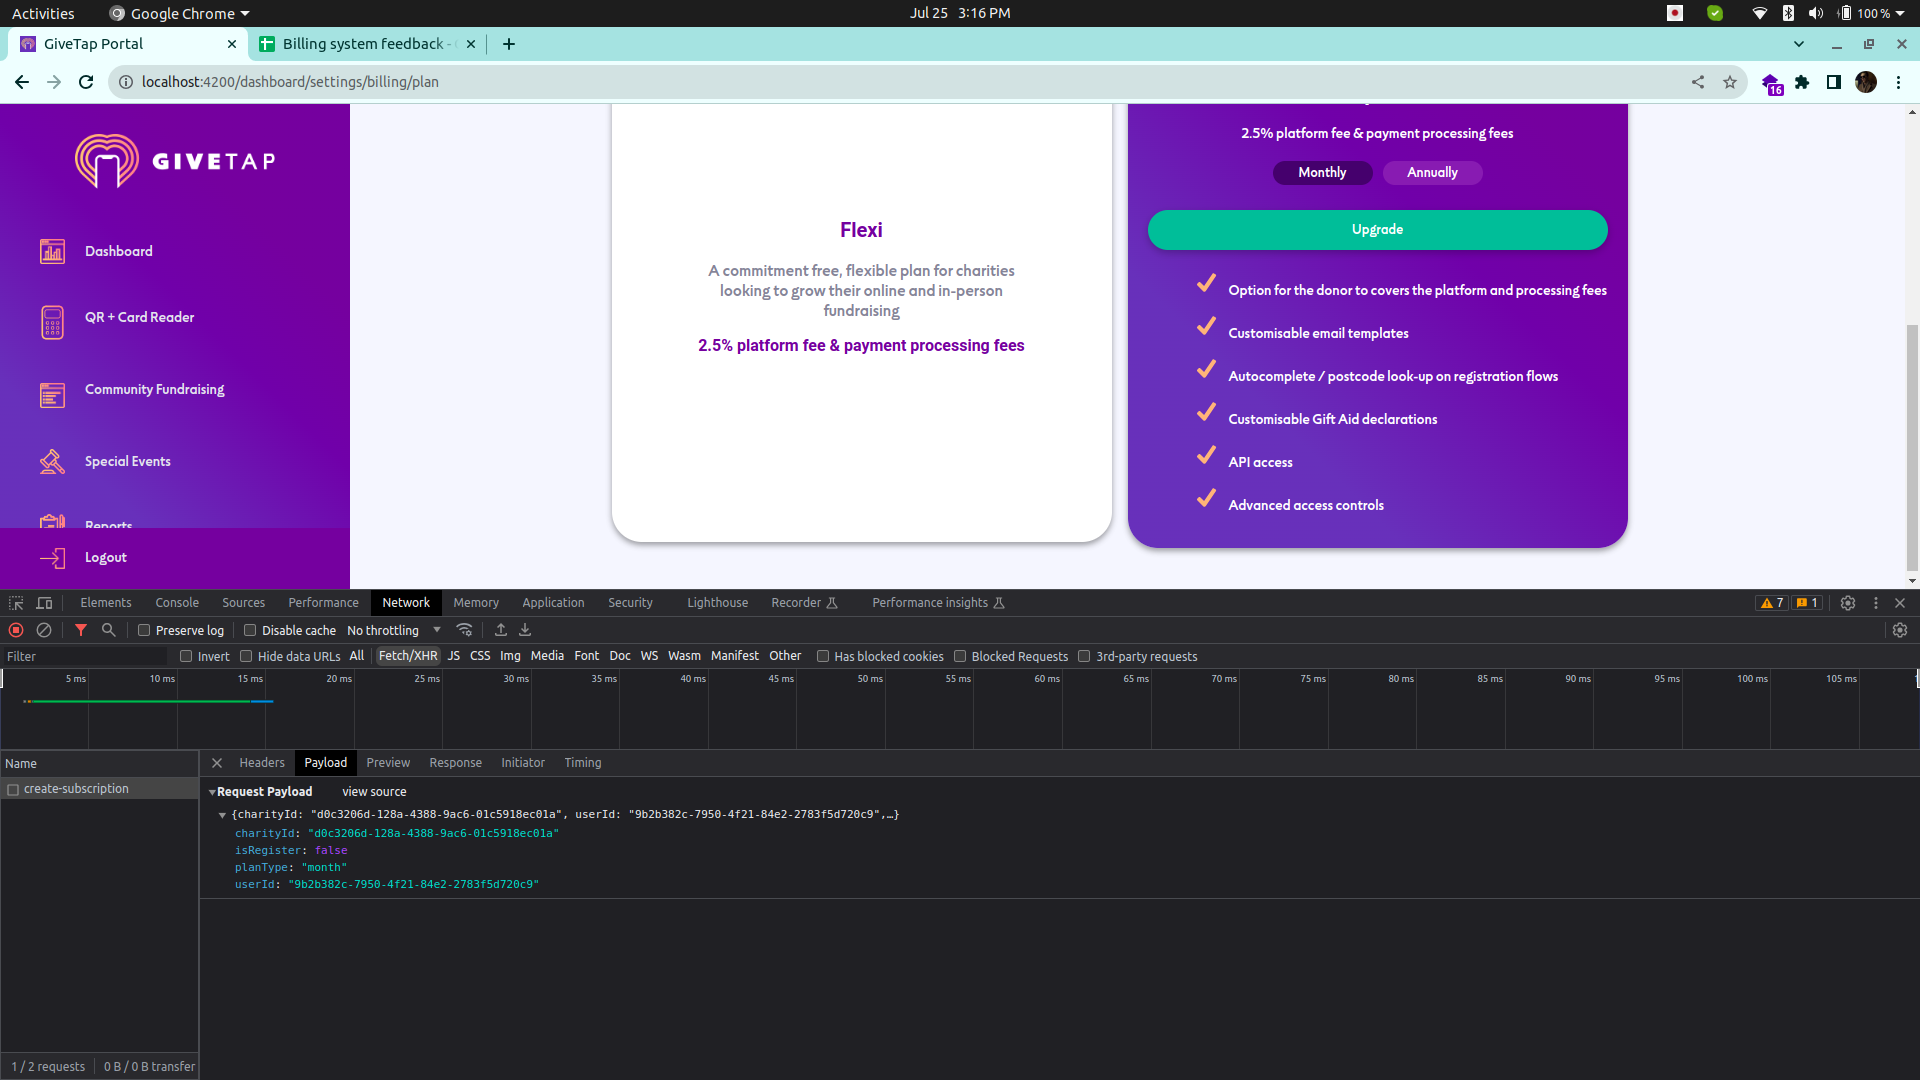 Activities
Google Chrome
Jul 25 3:16 PM
100 %
GiveTap Portal
Billing system feedback -
localhost:4200/dashboard/settings/billing/plan
16
GIVETAP
Dashboard
QR + Card Reader
Community Fundraising
Special Events
Reports
Logout
Flexi
A commitment free, flexible plan for charities
looking to grow their online and in-person
fundraising
2.5% platform fee & payment processing fees
2.5% platform fee & payment processing fees
Monthly Annually
Upgrade
Option for the donor to covers the platform and processing fees
Customisable email templates
Autocomplete / postcode look-up on registration flows
Customisable Gift Aid declarations
API access
Advanced access controls
Elements Console Sources Performance Network Memory Application Security Lighthouse Recorder Performance insights 7 1
Preserve log Disable cache No throttling
Filter Invert Hide data URLs All Fetch/XHR JS CSS Img Media Font Doc WS Wasm Manifest Other Has blocked cookies Blocked Requests 3rd-party requests
5 ms 10 ms 15 ms 20 ms 25 ms 30 ms 35 ms 40 ms 45 ms 50 ms 55 ms 60 ms 65 ms 70 ms 75 ms 80 ms 85 ms 90 ms 95 ms 100 ms 105 ms
Name
create-subscription
Headers Payload Preview Response Initiator Timing
Request Payload view source
{charityId: "d0c3206d-128a-4388-9ac6-01c5918ec01a", userId: "9b2b382c-7950-4f21-84e2-2783f5d720c9",…}
charityId: "d0c3206d-128a-4388-9ac6-01c5918ec01a"
isRegister: false
planType: "month"
userId: "9b2b382c-7950-4f21-84e2-2783f5d720c9"
1 / 2 requests 0 B / 0 B transfer